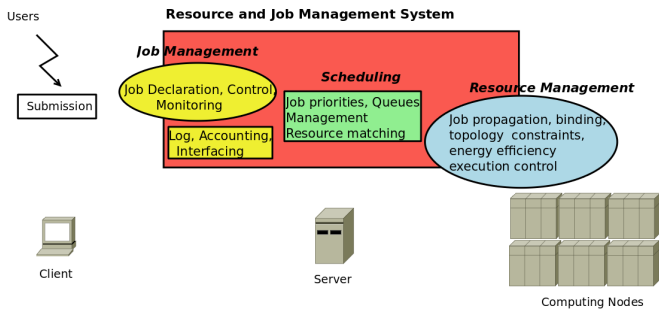 Resource and Job Management System
Users
Job Management
Scheduling
Resource Management
Submission
Job Declaration, Control,
Monitoring
Log, Accounting,
Interfacing
Job priorities, Queues
Management
Resource matching
Job propagation, binding,
topology constraints,
energy efficiency
execution control
Client
Server
Computing Nodes